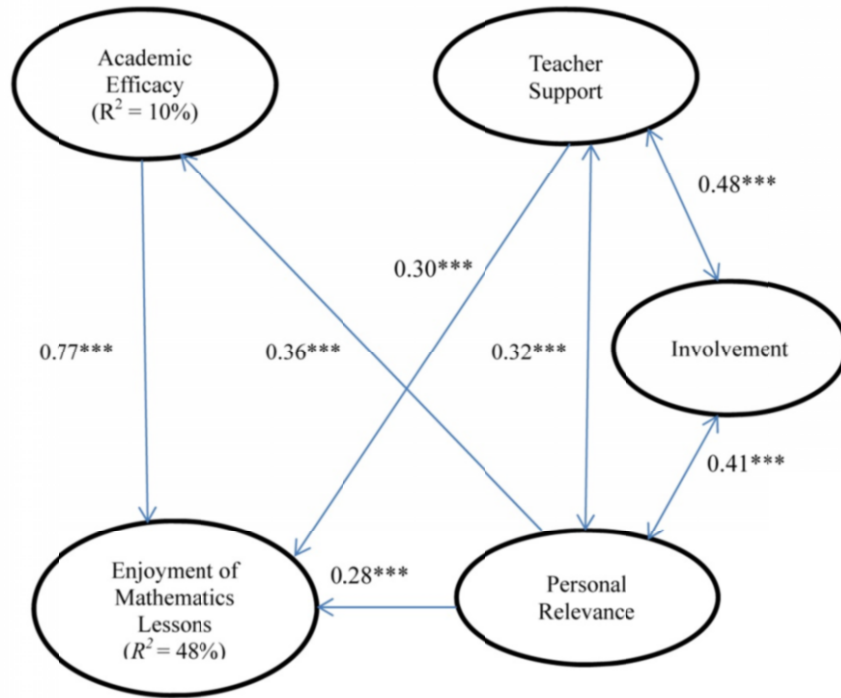 Academic
Efficacy
(R² = 10%)
Teacher
Support
0.48***
0.30***
0.77***
0.36***
0.32***
Involvement
0.41***
Enjoyment of
Mathematics
Lessons
(R² = 48%)
0.28***
Personal
Relevance